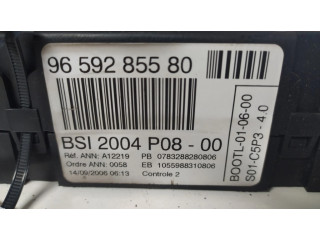 96 592 855 80
BSI 2004 P08 - 00
Réf. ANN: A12219 PB 0783288280806
Ordre ANN: 0058 EB 1055988310806
14/09/2006 06:13 Controle 2
BOOTL-01-06-00
S01-C5P3 - 4.0